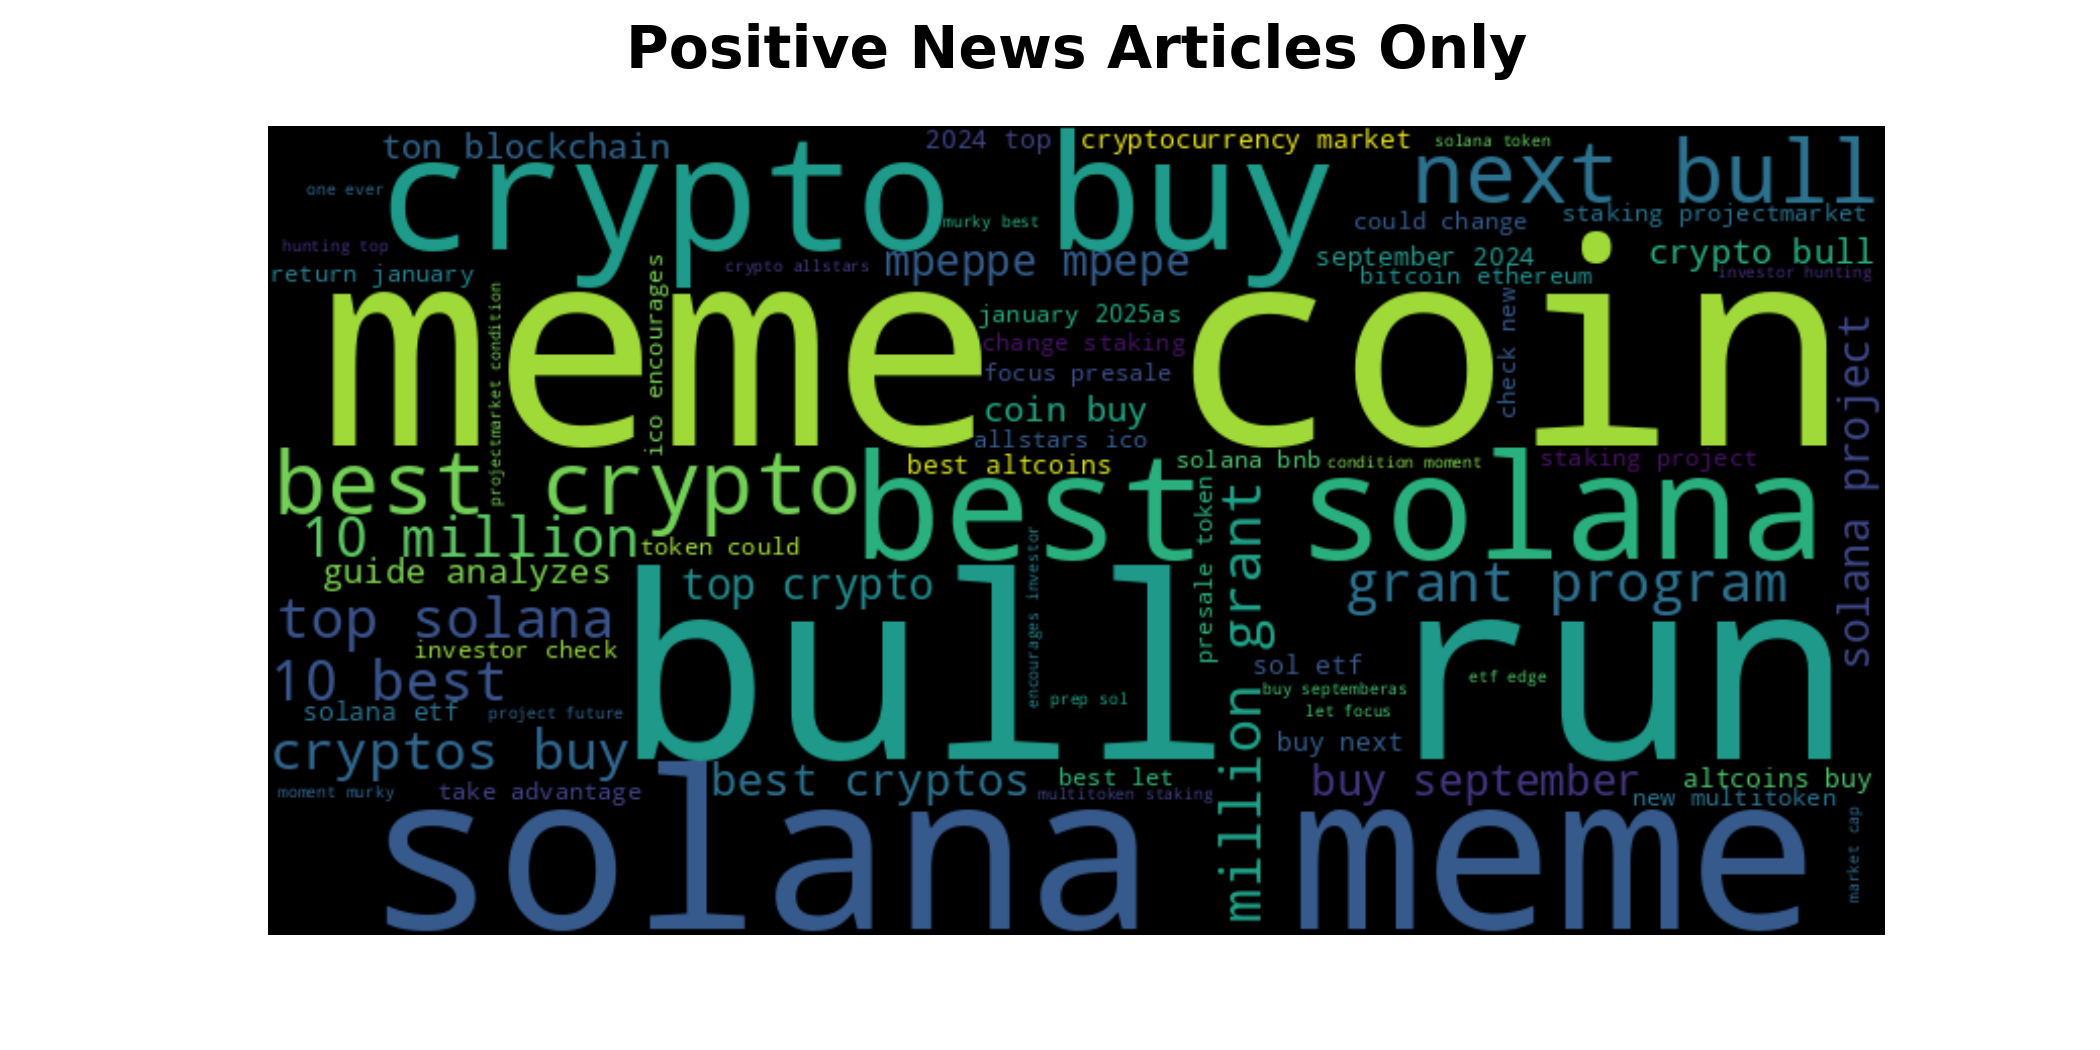 Positive News Articles Only
ton blockchain
2024 top
cryptocurrency market
solana token
one ever
crypto buy
next bull
murky best
could change
staking projectmarket
hunting top
crypto allstars
mpeppe mpepe
september 2024
crypto bull
return january
bitcoin ethereum
investor hunting
projectmarket condition
ico encourages
meme coin
january 2025as
change staking
focus presale
check new
coin buy
allstars ico
solana project
best crypto
best altcoins
solana bnb
condition moment
staking project
best solana
10 million
token could
guide analyzes
top crypto
encourages investor
presale token
million grant
grant program
top solana
investor check
bull run
sol etf
etf edge
10 best
buy septemberas
prep sol
let focus
solana etf
project future
buy next
cryptos buy
best cryptos
best let
buy september
altcoins buy
moment murky
take advantage
multitoken staking
new multitoken
solana meme
market cap